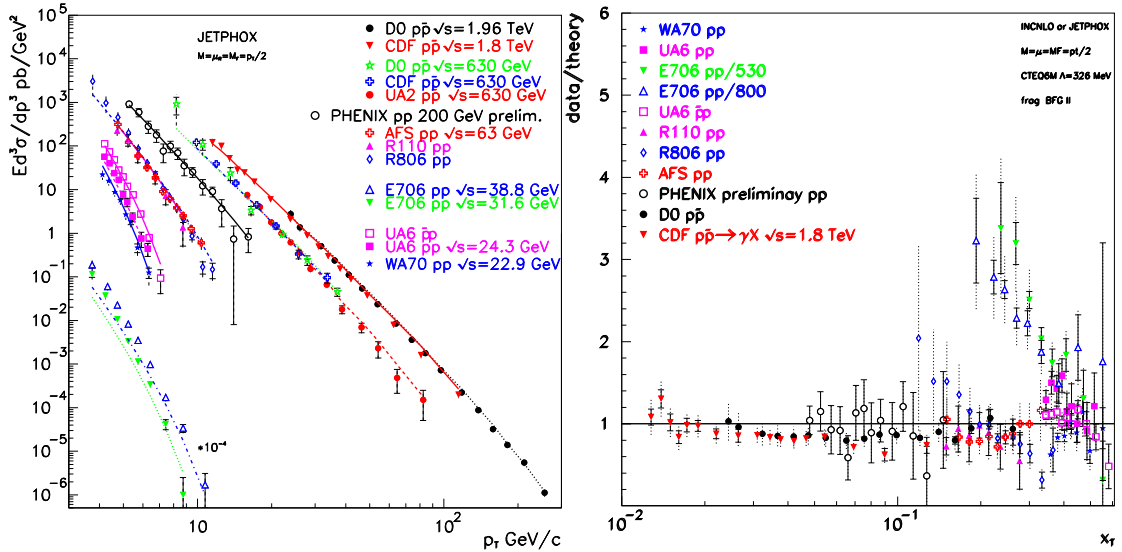 Ed³σ/dp³ pb/GeV²
10⁵
10⁴
10³
10²
10
1
10⁻¹
10⁻²
10⁻³
10⁻⁴
10⁻⁵
10⁻⁶
JETPHOX
M=μ_R=M_F=p_t/2
D0 pp̄ √s=1.96 TeV
CDF pp̄ √s=1.8 TeV
D0 pp̄ √s=630 GeV
CDF pp̄ √s=630 GeV
UA2 pp̄ √s=630 GeV
PHENIX pp 200 GeV prelim.
AFS pp √s=63 GeV
R110 pp
R806 pp
E706 pp √s=38.8 GeV
E706 pp √s=31.6 GeV
UA6 p̄p
UA6 pp √s=24.3 GeV
WA70 pp √s=22.9 GeV
*10⁻⁴
10
10²
p_T GeV/c
data/theory
6
5
4
3
2
1
WA70 pp
UA6 pp
E706 pp/530
E706 pp/800
UA6 p̄p
R110 pp
R806 pp
AFS pp
PHENIX preliminay pp
D0 pp̄
CDF pp̄→γX √s=1.8 TeV
INCNLO or JETPHOX
M=μ=MF=pt/2
CTEQ6M Λ=326 MeV
frag BFG II
10⁻²
10⁻¹
1
x_T